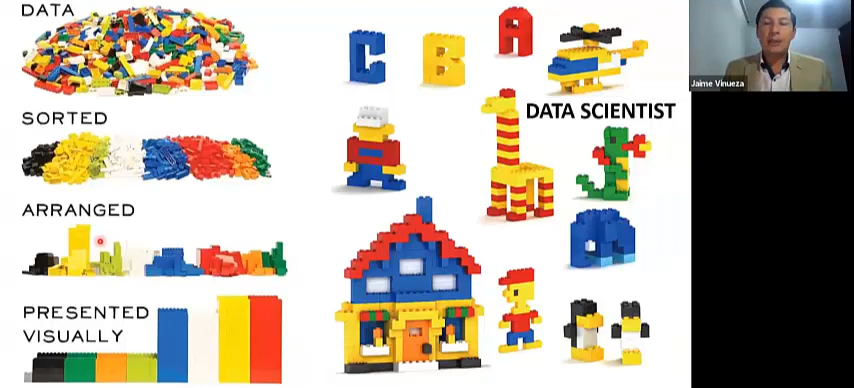 DATA
SORTED
ARRANGED
PRESENTED
VISUALLY
C B A
DATA SCIENTIST
Jaime Vinueza